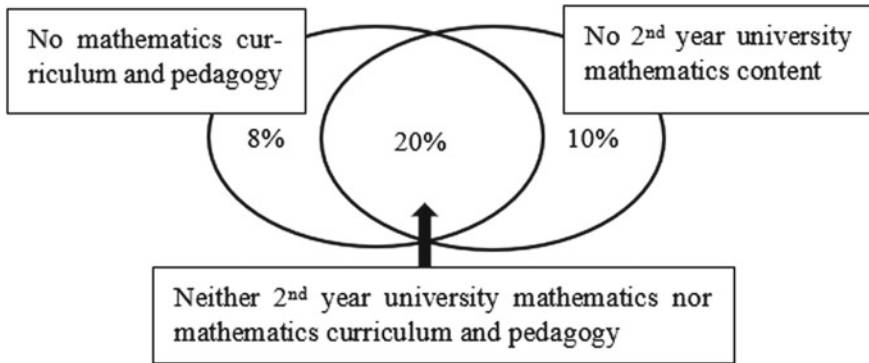 No mathematics cur-
riculum and pedagogy
No 2nd year university
mathematics content
8%
20%
10%
Neither 2nd year university mathematics nor
mathematics curriculum and pedagogy